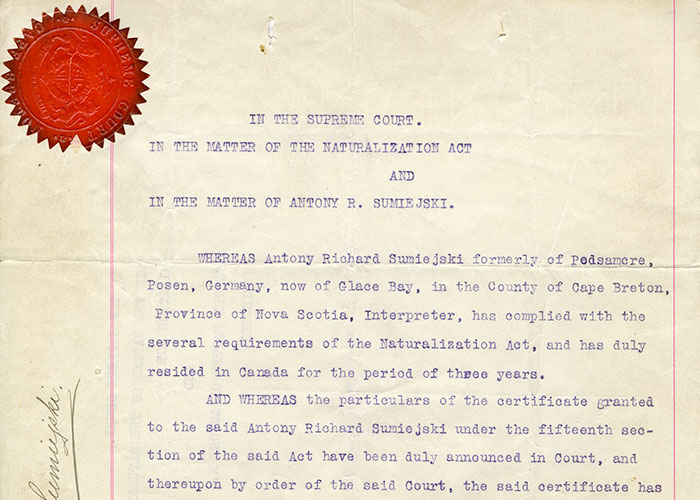 SUPREME COURT
IN THE SUPREME COURT.
IN THE MATTER OF THE NATURALIZATION ACT
AND
IN THE MATTER OF ANTONY R. SUMIEJSKI.
WHEREAS Antony Richard Sumiejski formerly of Podsamcre,
Posen, Germany, now of Glace Bay, in the County of Cape Breton,
Province of Nova Scotia, Interpreter, has complied with the
several requirements of the Naturalization Act, and has duly
resided in Canada for the period of three years.
AND WHEREAS the particulars of the certificate granted
to the said Antony Richard Sumiejski under the fifteenth sec-
tion of the said Act have been duly announced in Court, and
thereupon by order of the said Court, the said certificate has
Sumiejski.